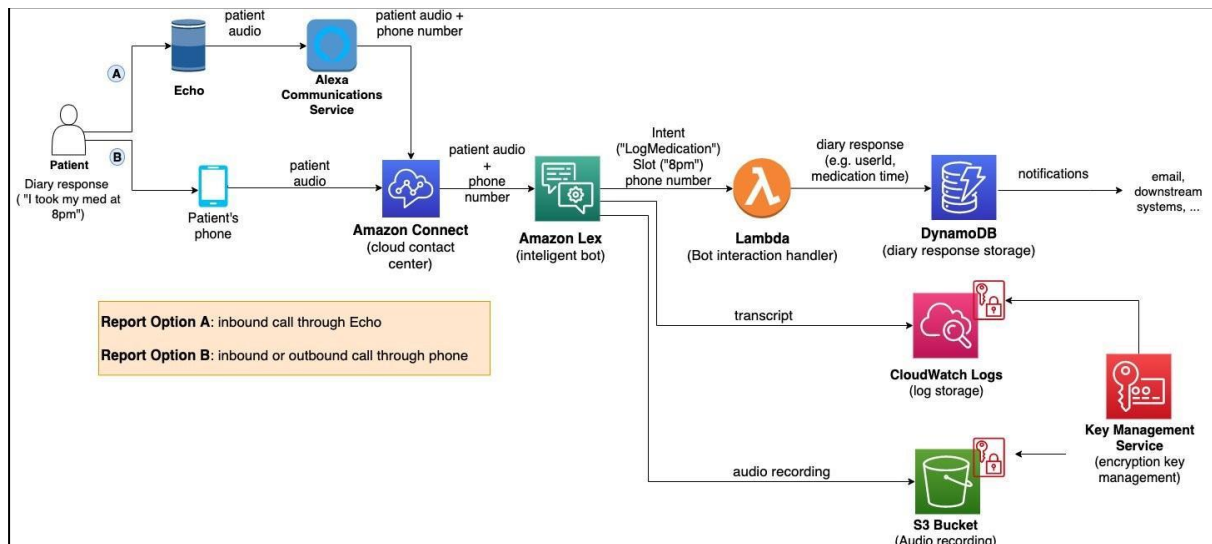 patient
audio
patient audio +
phone number
A
Echo
Alexa
Communications
Service
B
Patient
Diary response
( "I took my med at
8pm")
Patient's
phone
patient
audio
Amazon Connect
(cloud contact
center)
patient audio
+
phone
number
Amazon Lex
(inteligent bot)
Intent
("LogMedication")
Slot ("8pm")
phone number
Lambda
(Bot interaction handler)
diary response
(e.g. userId,
medication time)
DynamoDB
(diary response storage)
notifications
email,
downstream
systems, ...
Report Option A: inbound call through Echo
Report Option B: inbound or outbound call through phone
transcript
CloudWatch Logs
(log storage)
Key Management
Service
(encryption key
management)
audio recording
S3 Bucket
(Audio recording)